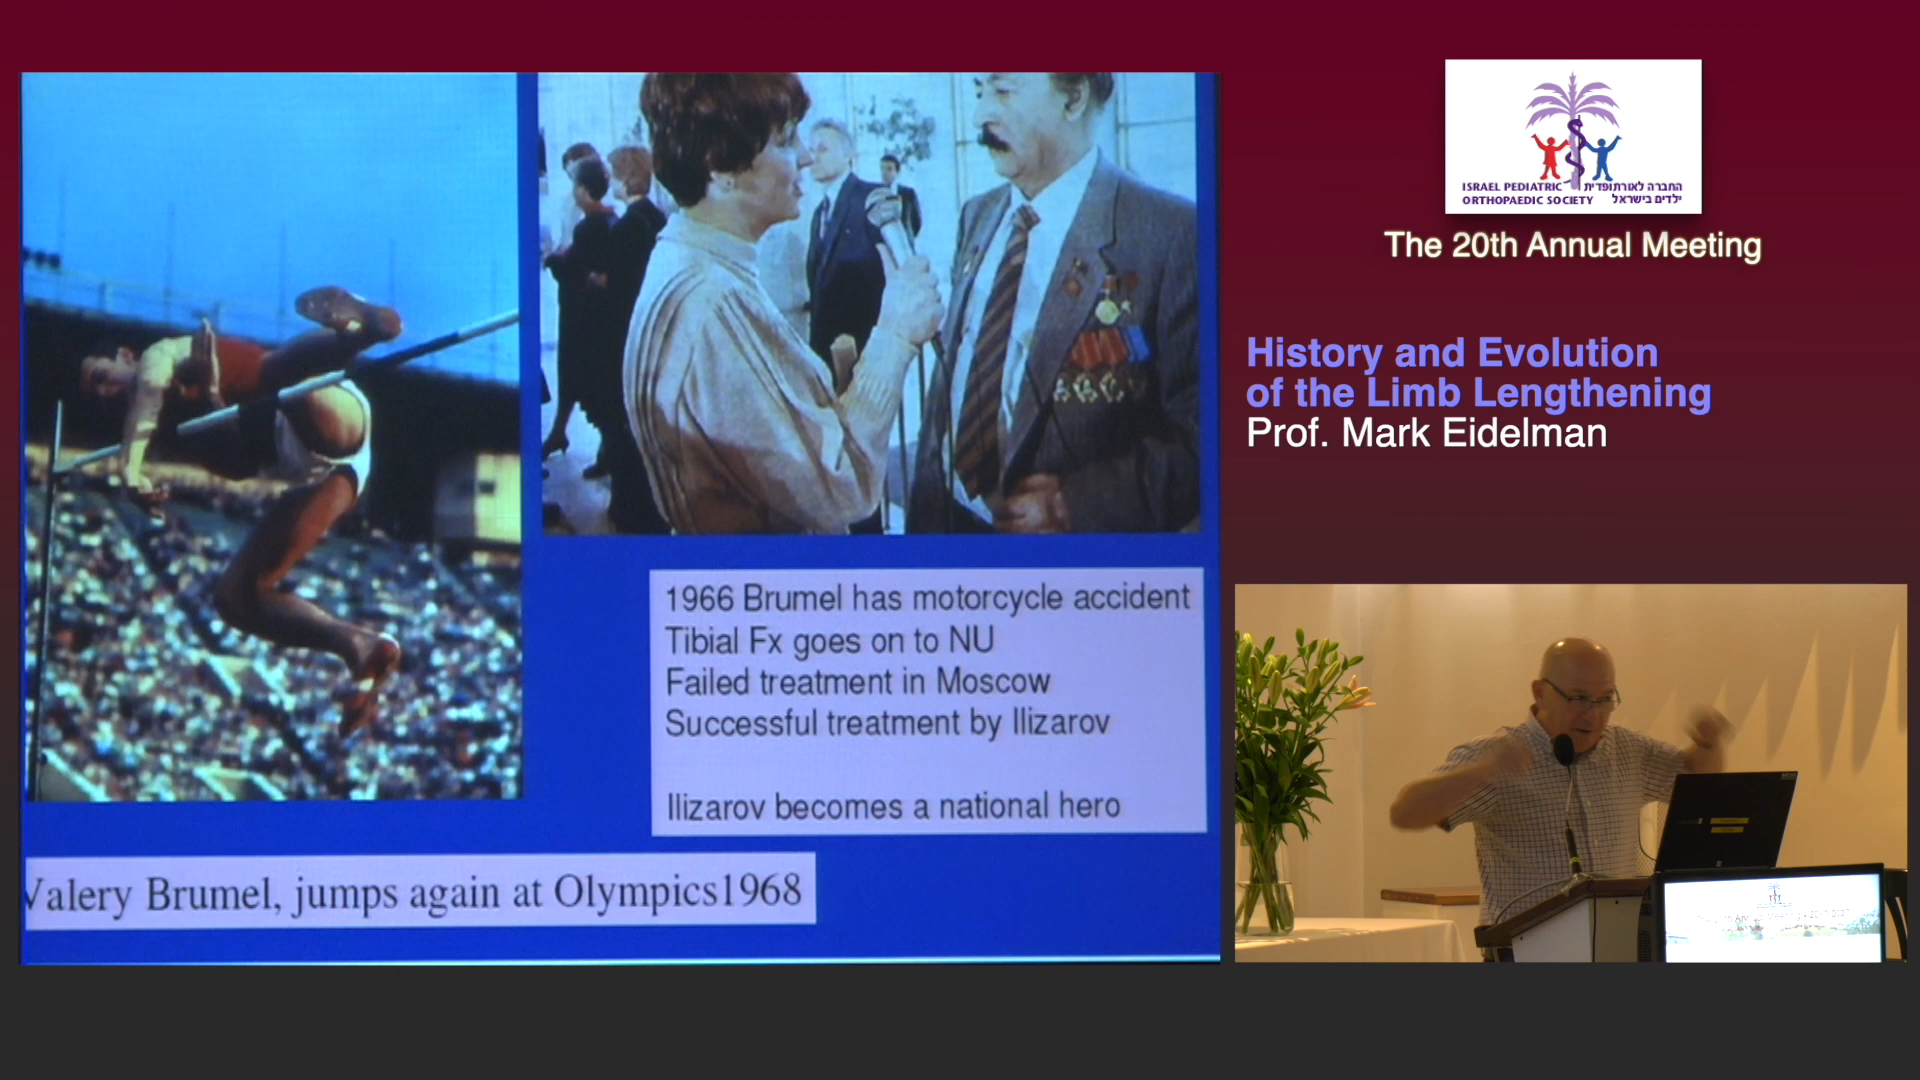 1966 Brumel has motorcycle accident
Tibial Fx goes on to NU
Failed treatment in Moscow
Successful treatment by Ilizarov
Ilizarov becomes a national hero
Valery Brumel, jumps again at Olympics1968
ISRAEL PEDIATRIC החברה לאורתופדית
ORTHOPAEDIC SOCIETY ילדים בישראל
The 20th Annual Meeting
History and Evolution
of the Limb Lengthening
Prof. Mark Eidelman